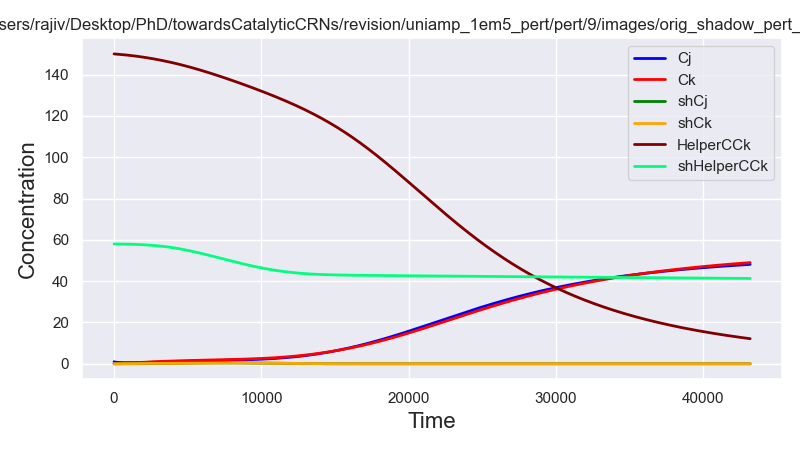 sers/rajiv/Desktop/PhD/towardsCatalyticCRNs/revision/uniamp_1em5_pert/pert/9/images/orig_shadow_pert_
Cj
Ck
shCj
shCk
HelperCCk
shHelperCCk
Concentration
140
120
100
80
60
40
20
0
0 10000 20000 30000 40000
Time